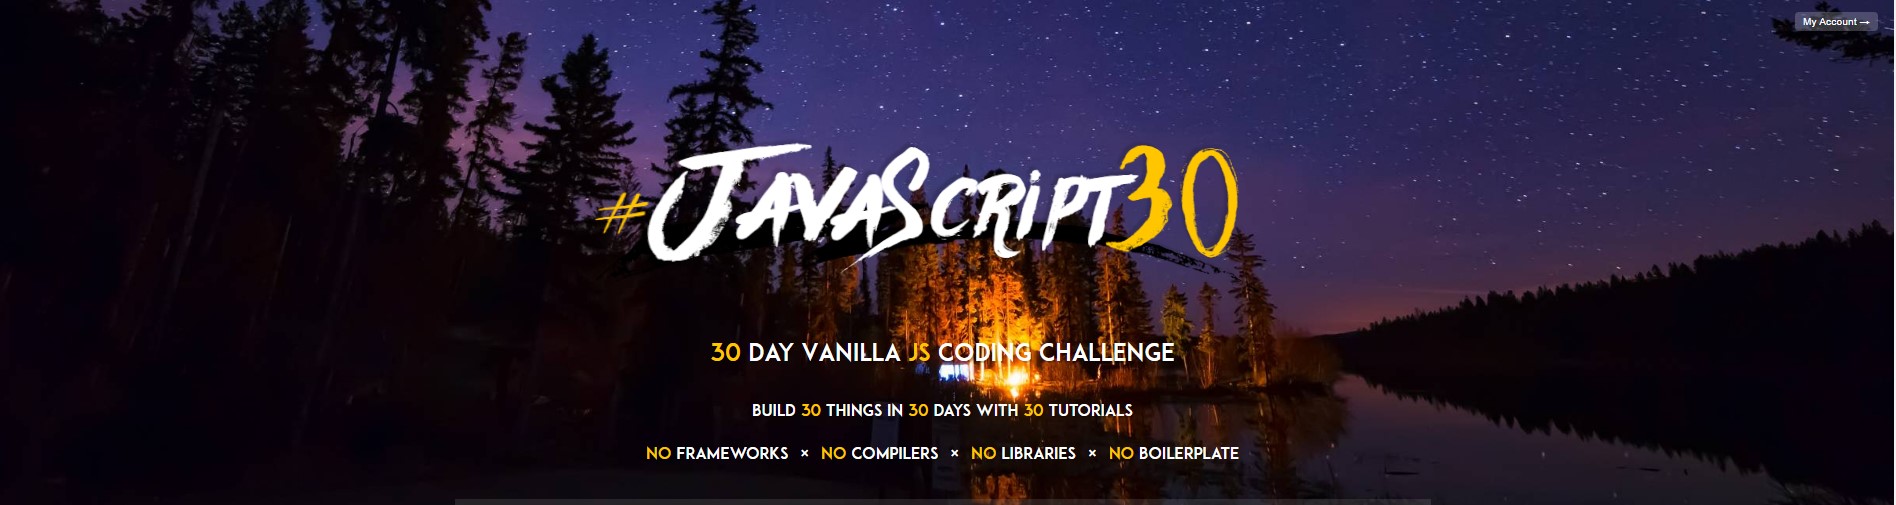 My Account →
#JavaScript30
30 DAY VANILLA JS CODING CHALLENGE
BUILD 30 THINGS IN 30 DAYS WITH 30 TUTORIALS
NO FRAMEWORKS × NO COMPILERS × NO LIBRARIES × NO BOILERPLATE